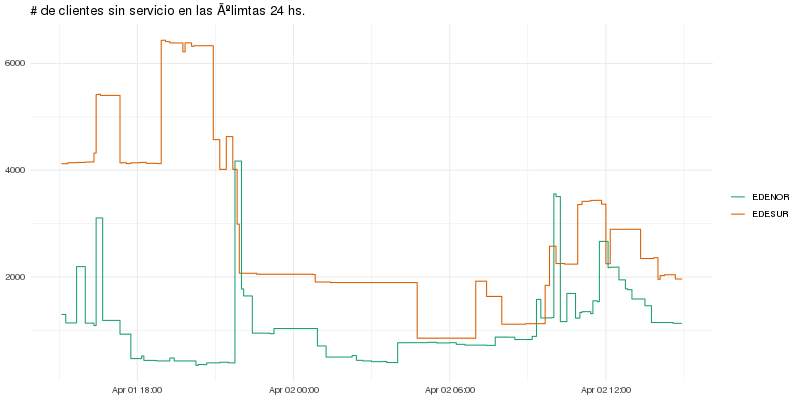 # de clientes sin servicio en las Ãºlimtas 24 hs.
6000
4000
2000
Apr 01 18:00
Apr 02 00:00
Apr 02 06:00
Apr 02 12:00
EDENOR
EDESUR